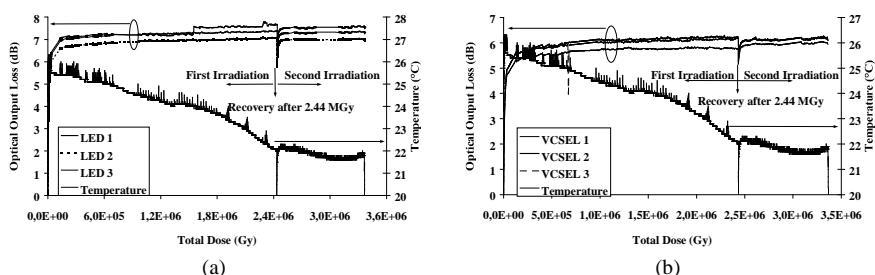 (a)
8
7
6
5
4
3
2
1
0
Optical Output Loss (dB)
28
27
26
25
24
23
22
21
20
Temperature (°C)
First Irradiation
Second Irradiation
Recovery after 2.44 MGy
LED 1
LED 2
LED 3
Temperature
0,0E+00
6,0E+05
1,2E+06
1,8E+06
2,4E+06
3,0E+06
3,6E+06
Total Dose (Gy)
(a)
(b)
7
6
5
4
3
2
1
0
Optical Output Loss (dB)
27
26
25
24
23
22
21
20
Temperature (°C)
First Irradiation
Second Irradiation
Recovery after 2.44 MGy
VCSEL 1
VCSEL 2
VCSEL 3
Temperature
0,0E+00
5,0E+05
1,0E+06
1,5E+06
2,0E+06
2,5E+06
3,0E+06
3,5E+06
Total Dose (Gy)
(b)